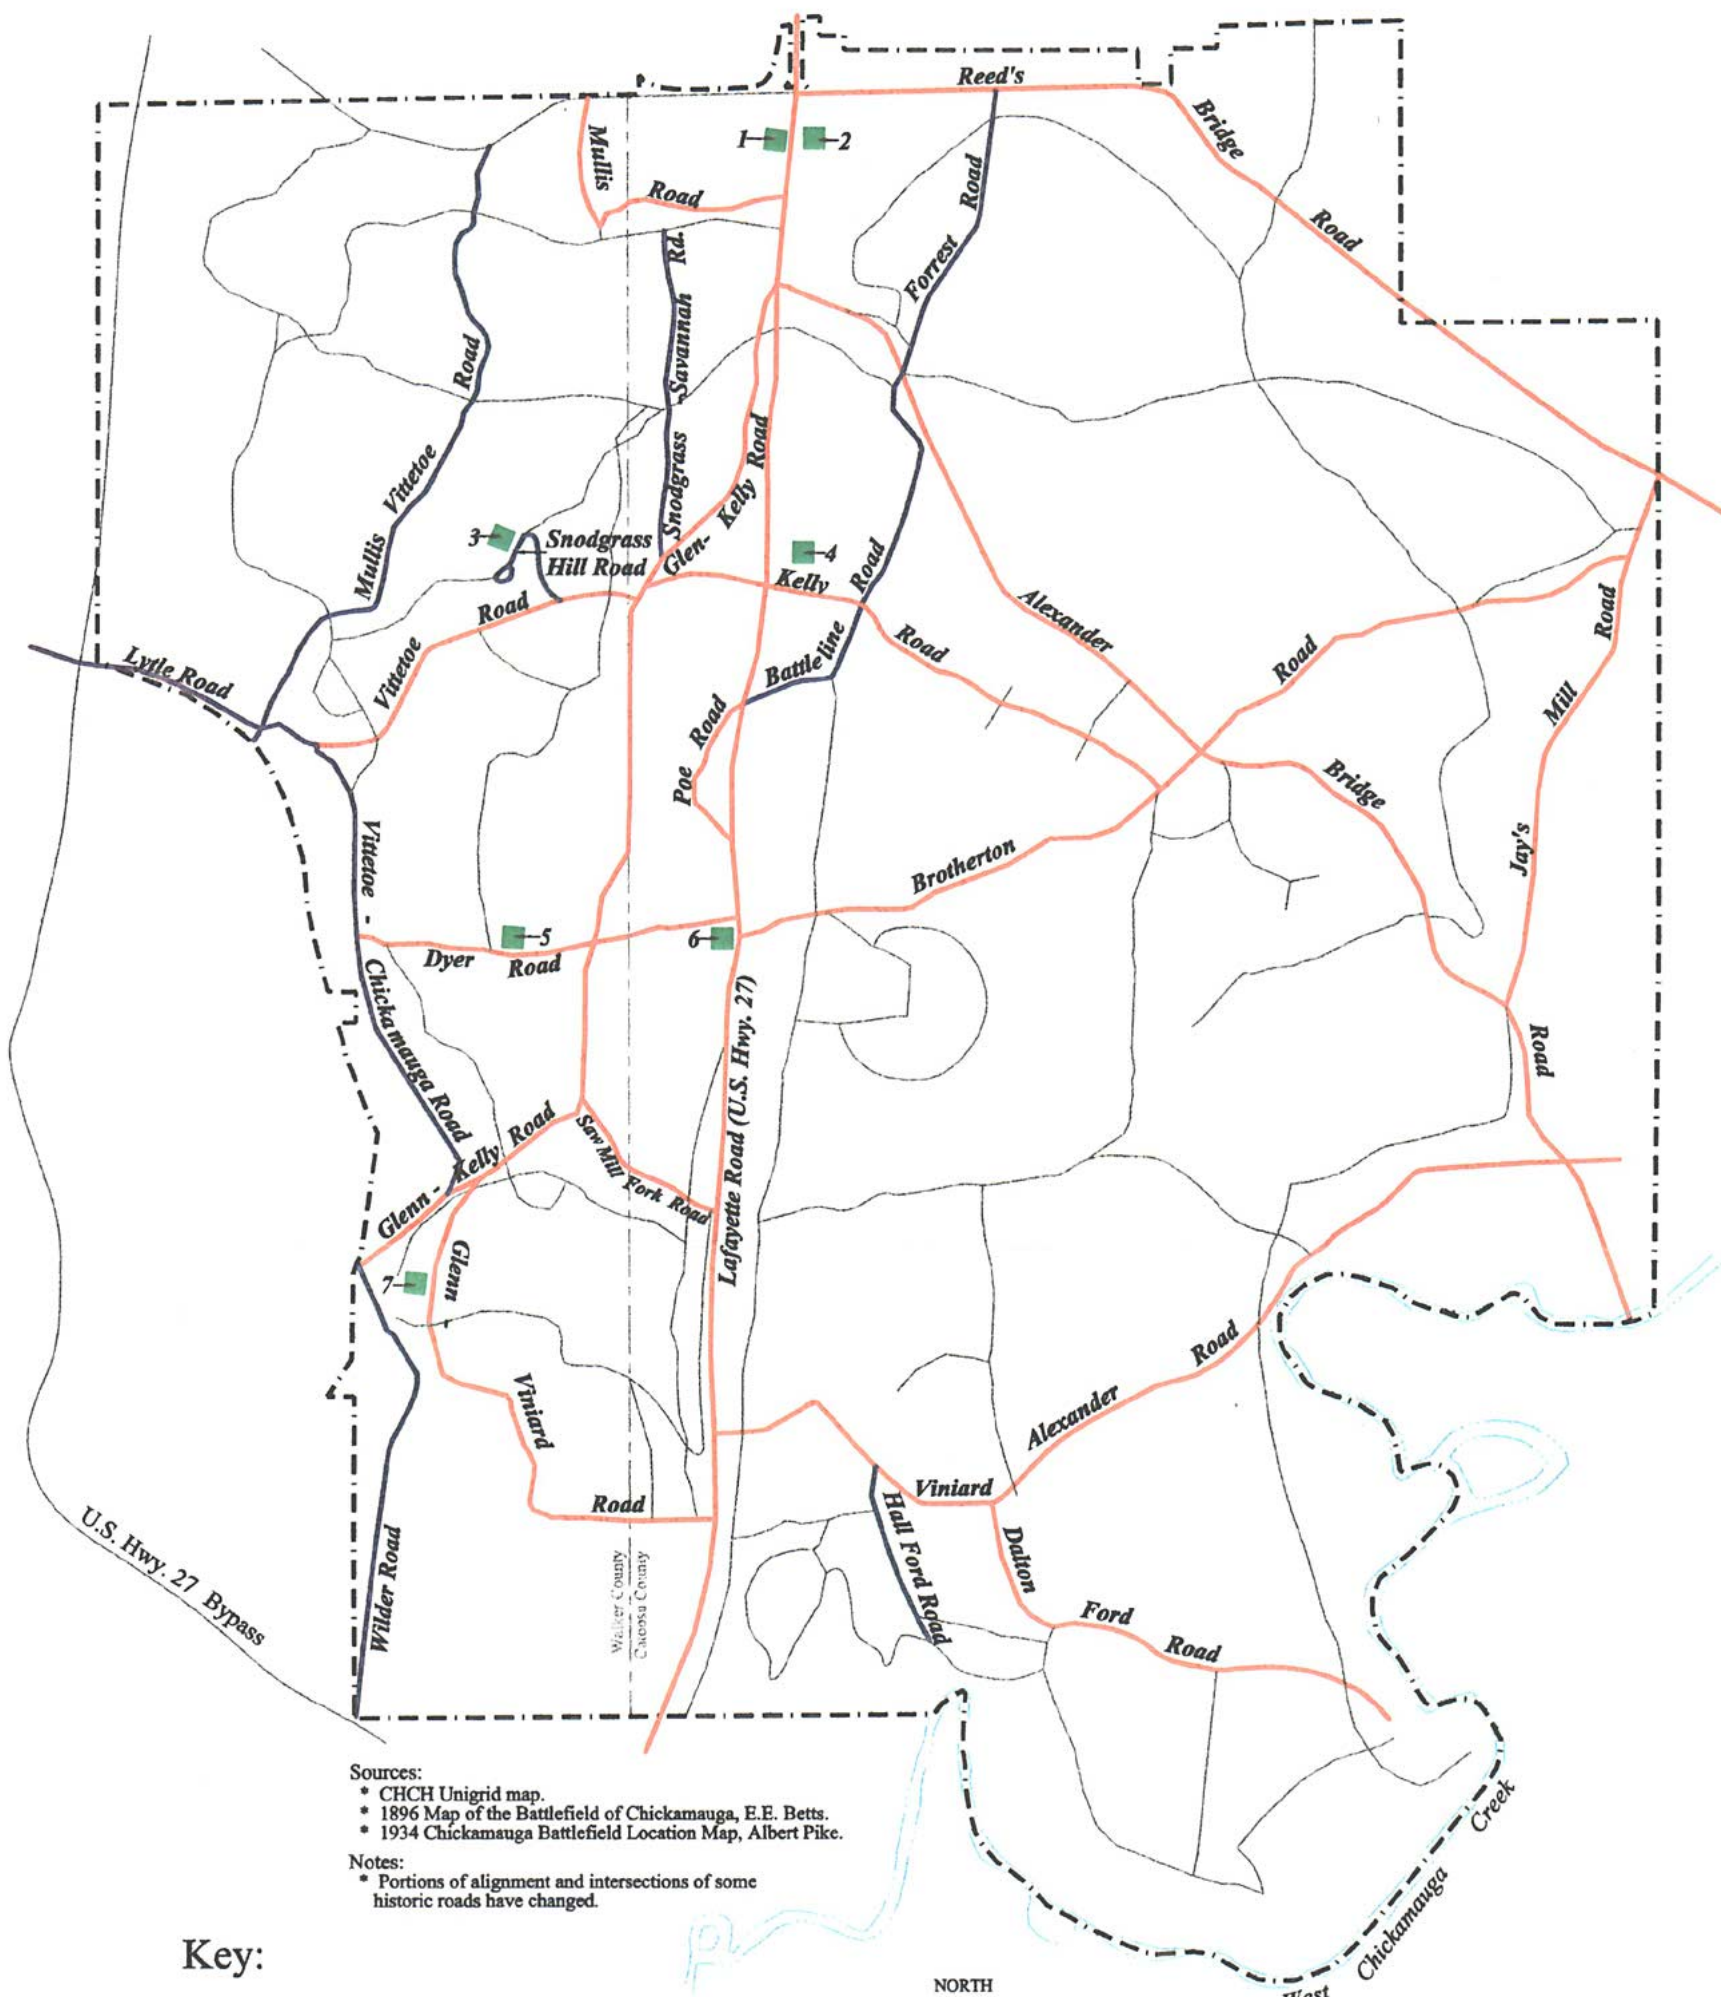 Reed's
Bridge
Road
1
2
Mullis
Road
Rd.
Savannah
-
Snodgrass
Forrest
Road
Mullis
Vittetoe
Road
3
Snodgrass
Hill Road
Glen-
Kelly
Road
4
Kelly
Road
Battle line
Road
Alexander
Bridge
Road
Lytle Road
Vittetoe
Road
Poe
Road
Brotherton
Road
Jay's
Mill
Road
Vittetoe -
Chickamauga Road
Dyer
Road
5
6
Lafayette Road (U.S. Hwy. 27)
Saw Mill Fork Road
Glenn -
Kelly
Road
7
Glenn
-
Viniard
Road
Alexander
Road
Viniard
Hall Ford Road
Dalton
Ford
Road
Wilder Road
U.S. Hwy. 27 Bypass
Walker County
Catoosa County
Sources:
* CHCH Unigrid map.
* 1896 Map of the Battlefield of Chickamauga, E.E. Betts.
* 1934 Chickamauga Battlefield Location Map, Albert Pike.
Notes:
* Portions of alignment and intersections of some
historic roads have changed.
Key:
NORTH
West
Chickamauga
Creek